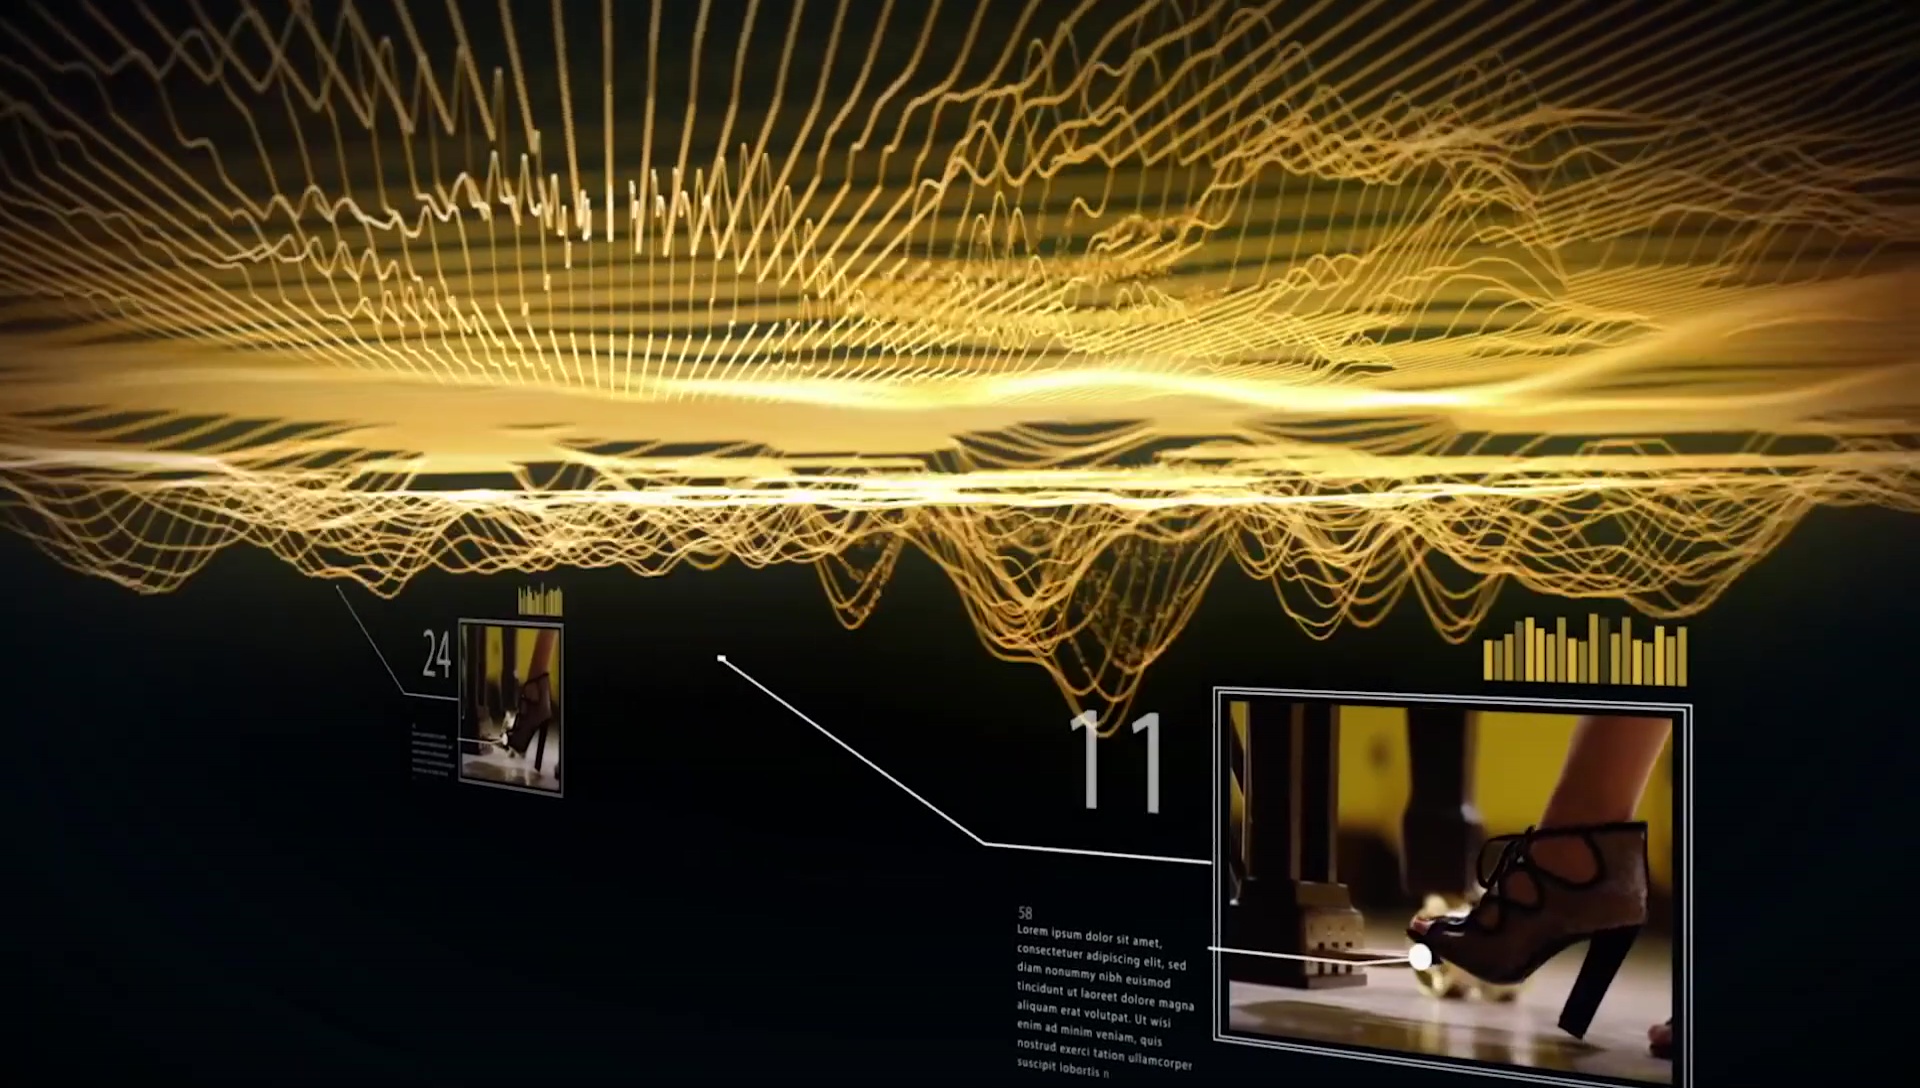 24
11
58
Lorem ipsum dolor sit amet,
consectetuer adipiscing elit, sed
diam nonummy nibh euismod
tincidunt ut laoreet dolore magna
aliquam erat volutpat. Ut wisi
enim ad minim veniam, quis
nostrud exerci tation ullamcorper
suscipit lobortis n